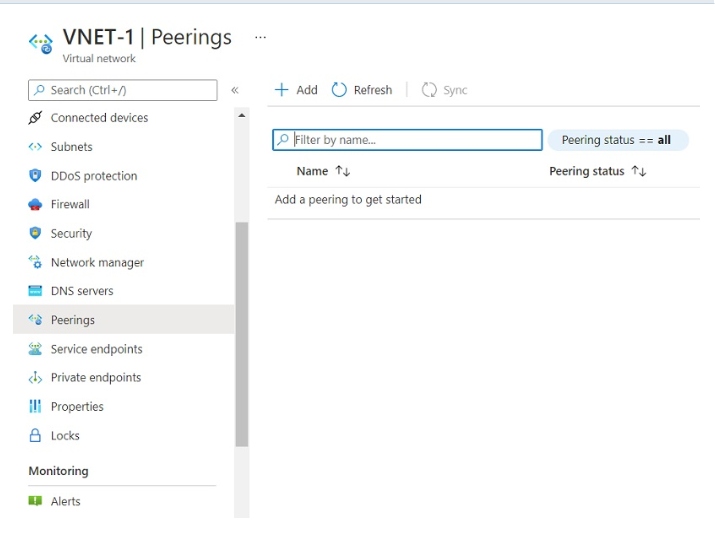 VNET-1 | Peerings ...
Virtual network
Search (Ctrl+/) «
Connected devices
Subnets
DDoS protection
Firewall
Security
Network manager
DNS servers
Peerings
Service endpoints
Private endpoints
Properties
Locks
Monitoring
Alerts
Add Refresh Sync
Filter by name... Peering status == all
Name ↑↓ Peering status ↑↓
Add a peering to get started